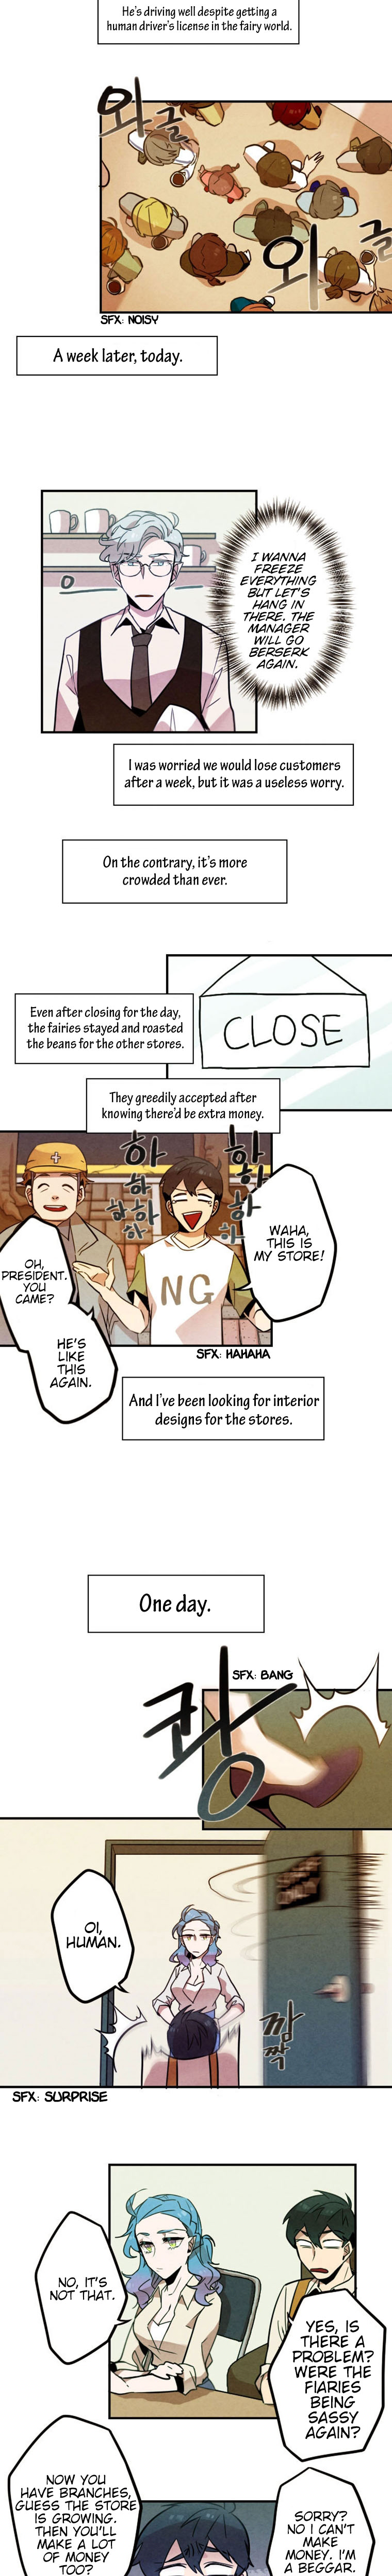 He's driving well despite getting a
human driver's license in the fairy world.
와글
와글
SFX: NOISY
A week later, today.
I WANNA
FREEZE
EVERYTHING
BUT LET'S
HANG IN
THERE. THE
MANAGER
WILL GO
BERSERK
AGAIN.
I was worried we would lose customers
after a week, but it was a useless worry.
On the contrary, it's more
crowded than ever.
CLOSE
Even after closing for the day,
the fairies stayed and roasted
the beans for the other stores.
They greedily accepted after
knowing there'd be extra money.
하
하
하하
하
하
하
하
하
WAHA,
THIS IS
MY STORE!
NG
OH,
PRESIDENT.
YOU
CAME?
HE'S
LIKE
THIS
AGAIN.
SFX: HAHAHA
And I've been looking for interior
designs for the stores.
One day.
SFX: BANG
쾅
OI,
HUMAN.
깜
짝
SFX: SURPRISE
NO, IT'S
NOT THAT.
YES, IS
THERE A
PROBLEM?
WERE THE
FIARIES
BEING
SASSY
AGAIN?
NOW YOU
HAVE BRANCHES,
GUESS THE STORE
IS GROWING.
THEN YOU'LL
MAKE A LOT
OF MONEY
TOO?
SORRY?
NO I CAN'T
MAKE
MONEY. I'M
A BEGGAR.